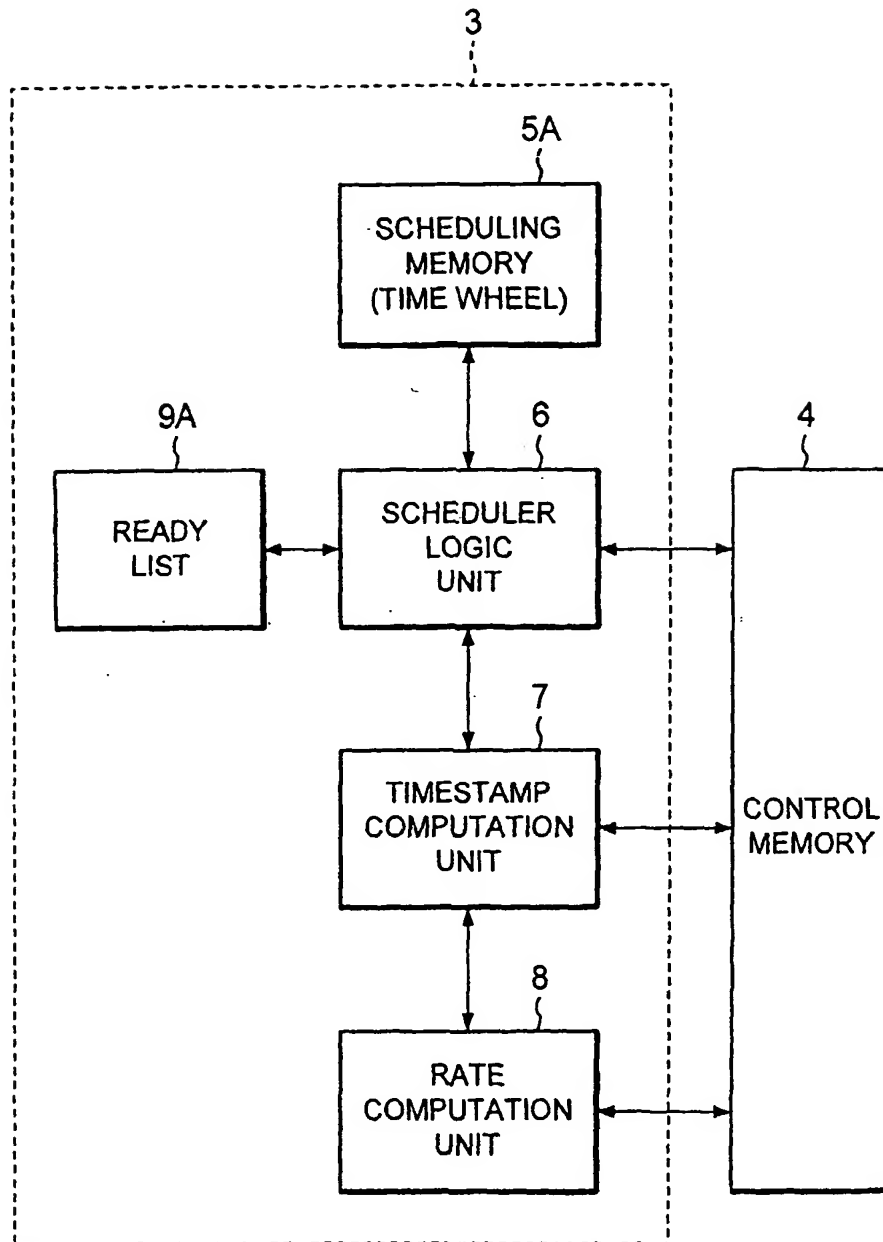 3
5A
SCHEDULING
MEMORY
(TIME WHEEL)
9A
READY
LIST
6
SCHEDULER
LOGIC
UNIT
4
CONTROL
MEMORY
7
TIMESTAMP
COMPUTATION
UNIT
8
RATE
COMPUTATION
UNIT